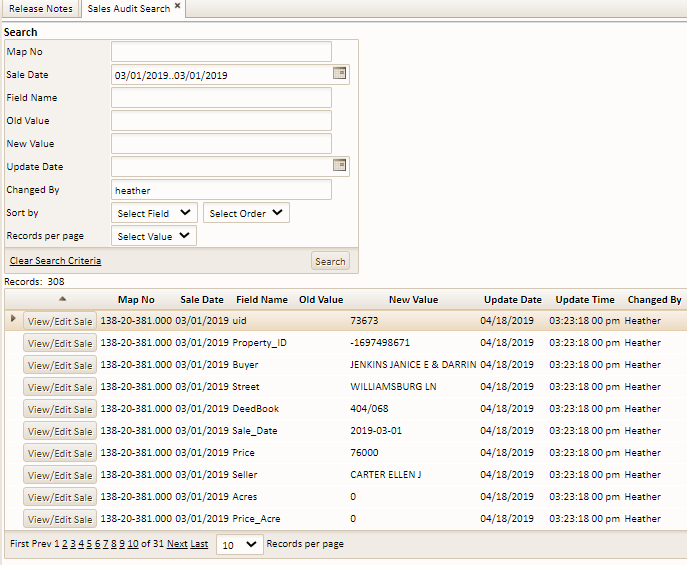 Release Notes Sales Audit Search ×
Search
Map No
Sale Date 03/01/2019..03/01/2019
Field Name
Old Value
New Value
Update Date
Changed By heather
Sort by Select Field Select Order
Records per page Select Value
Clear Search Criteria Search
Records: 308
Map No Sale Date Field Name Old Value New Value Update Date Update Time Changed By
View/Edit Sale 138-20-381.000 03/01/2019 uid 73673 04/18/2019 03:23:18 00 pm Heather
View/Edit Sale 138-20-381.000 03/01/2019 Property_ID -1697498671 04/18/2019 03:23:18 00 pm Heather
View/Edit Sale 138-20-381.000 03/01/2019 Buyer JENKINS JANICE E & DARRIN 04/18/2019 03:23:18 00 pm Heather
View/Edit Sale 138-20-381.000 03/01/2019 Street WILLIAMSBURG LN 04/18/2019 03:23:18 00 pm Heather
View/Edit Sale 138-20-381.000 03/01/2019 DeedBook 404/068 04/18/2019 03:23:18 00 pm Heather
View/Edit Sale 138-20-381.000 03/01/2019 Sale_Date 2019-03-01 04/18/2019 03:23:18 00 pm Heather
View/Edit Sale 138-20-381.000 03/01/2019 Price 76000 04/18/2019 03:23:18 00 pm Heather
View/Edit Sale 138-20-381.000 03/01/2019 Seller CARTER ELLEN J 04/18/2019 03:23:18 00 pm Heather
View/Edit Sale 138-20-381.000 03/01/2019 Acres 0 04/18/2019 03:23:18 00 pm Heather
View/Edit Sale 138-20-381.000 03/01/2019 Price_Acre 0 04/18/2019 03:23:18 00 pm Heather
First Prev 1 2 3 4 5 6 7 8 9 10 of 31 Next Last 10 Records per page